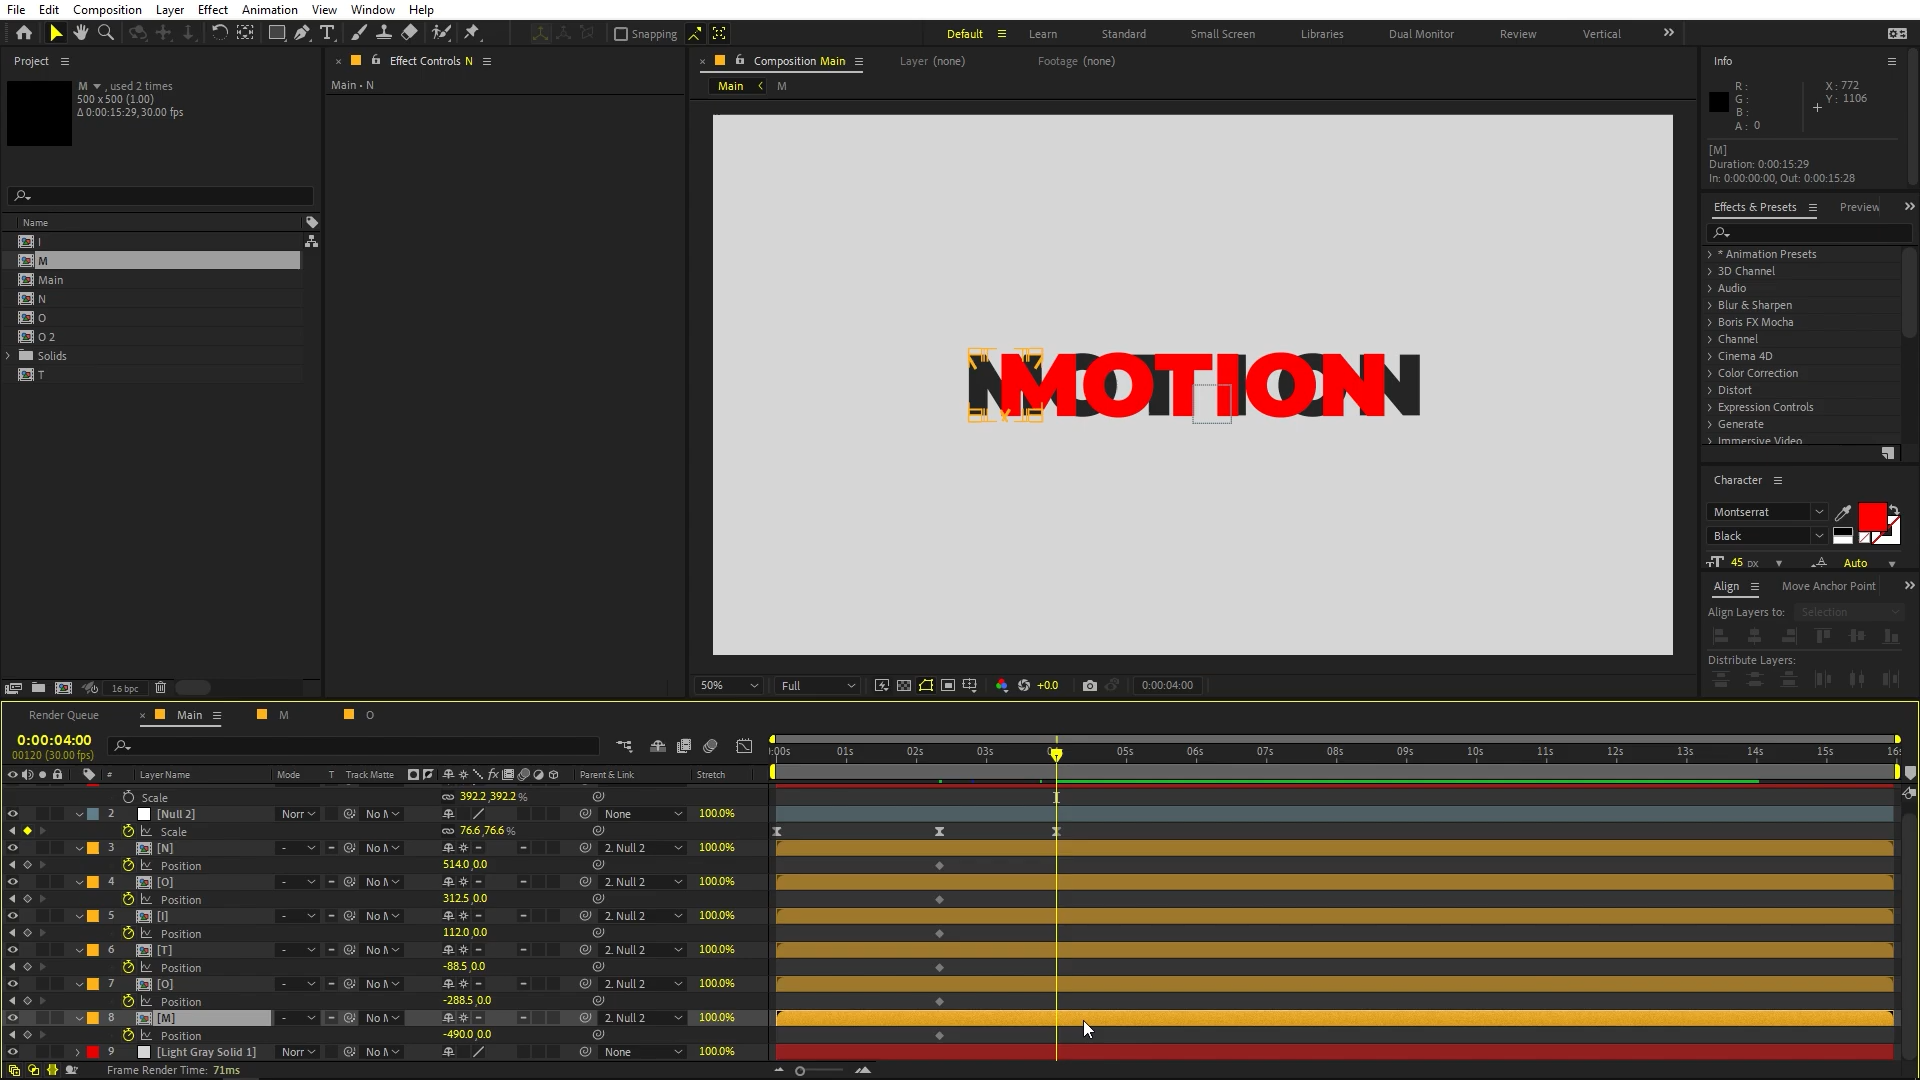 File Edit Composition Layer Effect Animation View Window Help
Snapping
Default
Learn
Standard
Small Screen
Libraries
Dual Monitor
Review
Vertical
Project
M , used 2 times
500 x 500 (1.00)
Δ 0:00:15:29, 30.00 fps
Name
I
M
Main
N
O
O 2
Solids
T
16 bpc
Effect Controls N
Main • N
Composition Main
Layer (none)
Footage (none)
Main
M
MOTION
MOTION
50%
Full
+0.0
0:00:04:00
Info
R :
G :
B :
A : 0
X : 772
Y : 1106
[M]
Duration: 0:00:15:29
In: 0:00:00:00, Out: 0:00:15:28
Effects & Presets
Preview
* Animation Presets
3D Channel
Audio
Blur & Sharpen
Boris FX Mocha
Channel
Cinema 4D
Color Correction
Distort
Expression Controls
Generate
Immersive Video
Character
Montserrat
Black
45 px
Auto
Align
Move Anchor Point
Align Layers to: Selection
Distribute Layers:
Render Queue
Main
M
O
0:00:04:00
00120 (30.00 fps)
:00s 01s 02s 03s 05s 06s 07s 08s 09s 10s 11s 12s 13s 14s 15s 16s
# Layer Name Mode T Track Matte fx Parent & Link Stretch
Scale 392.2,392.2 %
2 [Null 2] Norr No M None 100.0%
Scale 76.6,76.6 %
3 [N] - No M 2. Null 2 100.0%
Position 514.0,0.0
4 [O] - No M 2. Null 2 100.0%
Position 312.5,0.0
5 [I] - No M 2. Null 2 100.0%
Position 112.0,0.0
6 [T] - No M 2. Null 2 100.0%
Position -88.5,0.0
7 [O] - No M 2. Null 2 100.0%
Position -288.5,0.0
8 [M] - No M 2. Null 2 100.0%
Position -490.0,0.0
9 [Light Gray Solid 1] Norr No M None 100.0%
Frame Render Time: 71ms